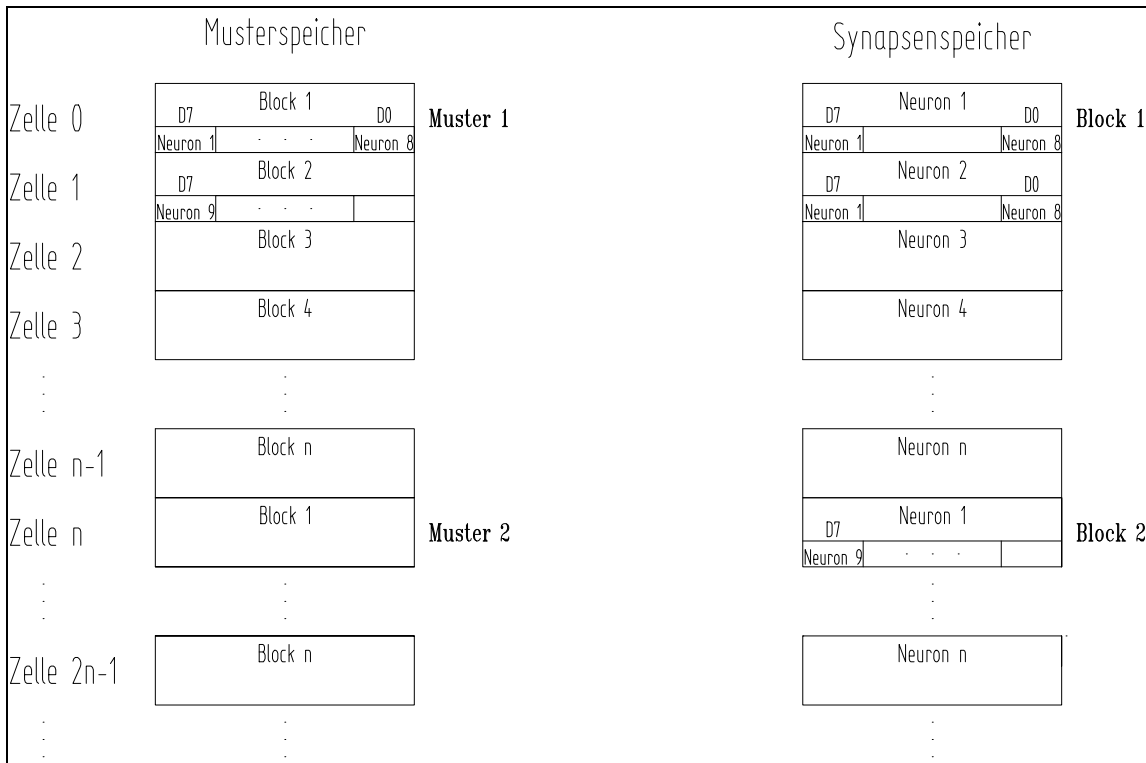 Musterspeicher
Synapsenspeicher
Zelle 0
Block 1
D7
D0
Neuron 1 . . . Neuron 8
Muster 1
Neuron 1
D7
D0
Neuron 1
Neuron 8
Block 1
Zelle 1
Block 2
D7
Neuron 9 . . .
Neuron 2
D7
D0
Neuron 1
Neuron 8
Zelle 2
Block 3
Neuron 3
Zelle 3
Block 4
Neuron 4
Zelle n-1
Block n
Neuron n
Zelle n
Block 1
Muster 2
Neuron 1
D7
Neuron 9 . . .
Block 2
Zelle 2n-1
Block n
Neuron n